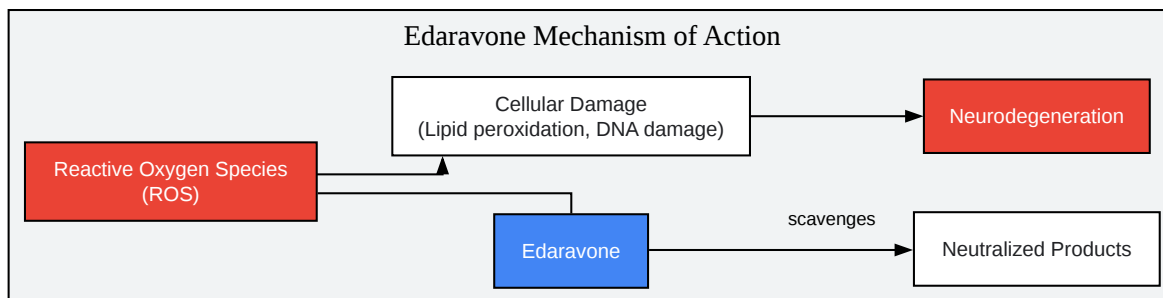 Edaravone Mechanism of Action
Cellular Damage
(Lipid peroxidation, DNA damage)
Neurodegeneration
Reactive Oxygen Species
(ROS)
scavenges
Edaravone
Neutralized Products